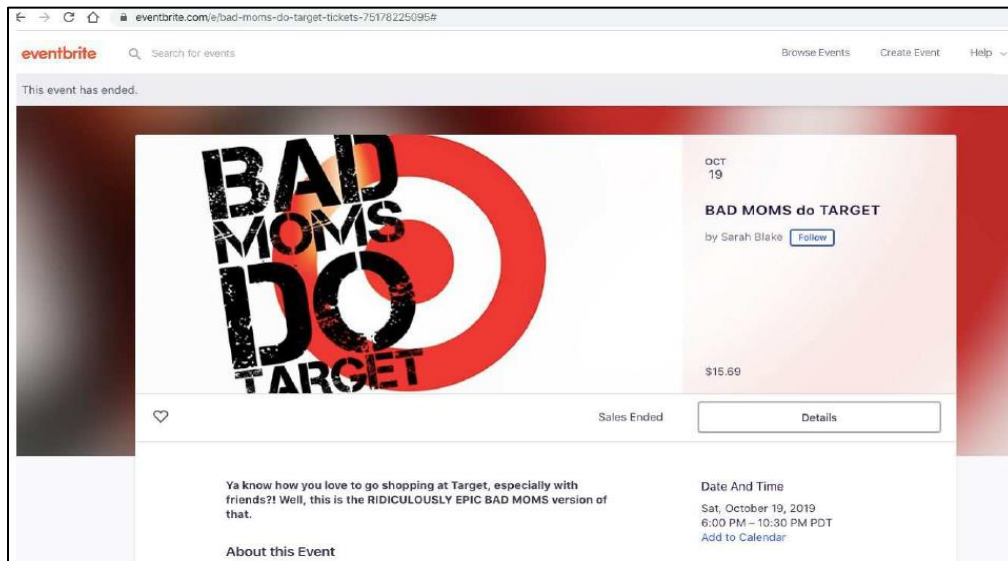 eventbrite.com/e/bad-moms-do-target-tickets-75178225095#
eventbrite
Search for events
Browse Events
Create Event
Help
This event has ended.
BAD
MOMS
DO
TARGET
OCT
19
BAD MOMS do TARGET
by Sarah Blake Follow
$15.69
Sales Ended
Details
Ya know how you love to go shopping at Target, especially with
friends?! Well, this is the RIDICULOUSLY EPIC BAD MOMS version of
that.
About this Event
Date And Time
Sat, October 19, 2019
6:00 PM – 10:30 PM PDT
Add to Calendar